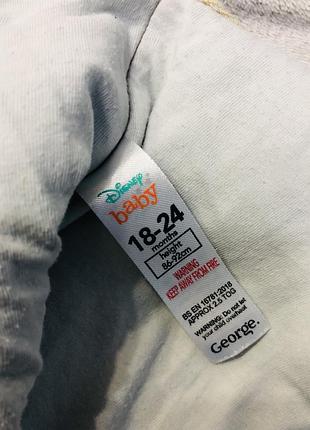 Disney
baby
18-24
months
height
86-92cm
WARNING
KEEP AWAY FROM FIRE
BS EN 16781:2018
APPROX 2.5 TOG
WARNING: Do not let
your child overheat
George.